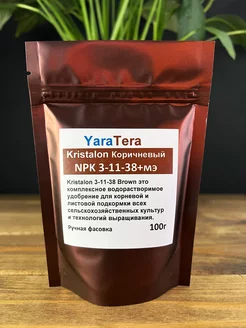 YaraTera
Kristalon Коричневый
NPK 3-11-38+мэ
Kristalon 3-11-38 Brown это
комплексное водорастворимое
удобрение для корневой и
листовой подкормки всех
сельскохозяйственных культур
и технологий выращивания.
Ручная фасовка
100г